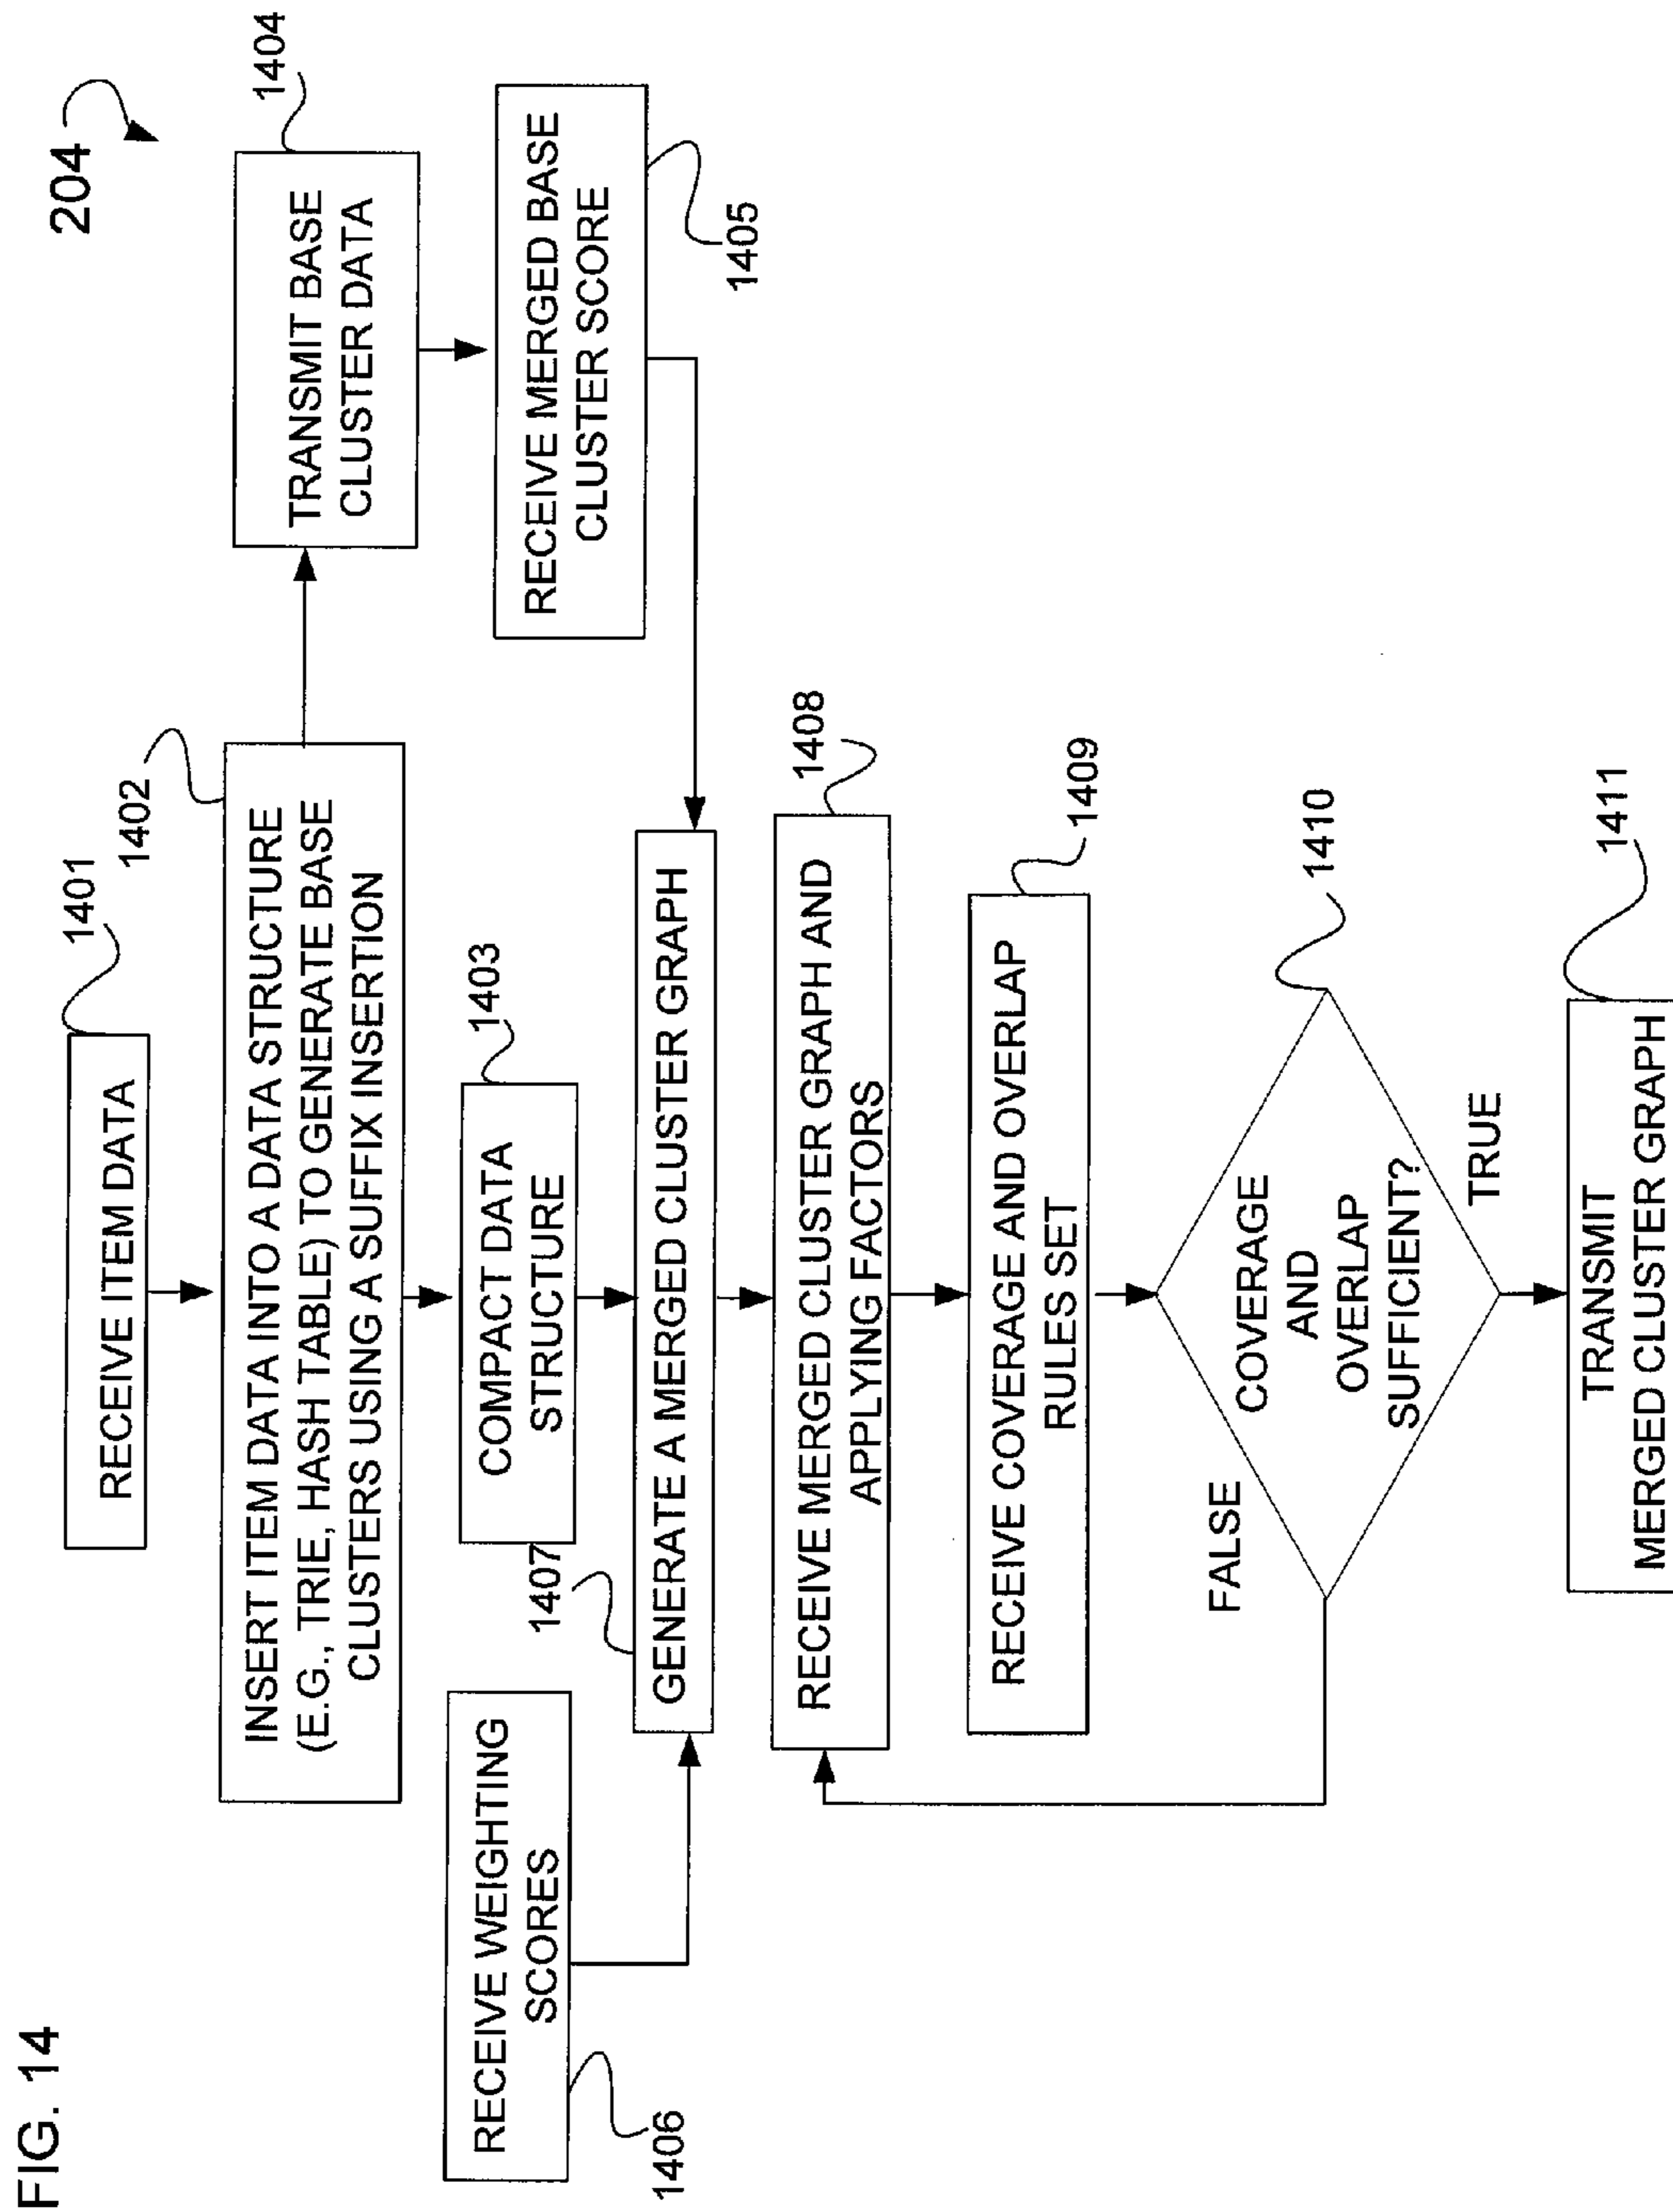 FIG. 14
204
1401
RECEIVE ITEM DATA
1402
INSERT ITEM DATA INTO A DATA STRUCTURE
(E.G., TRIE, HASH TABLE) TO GENERATE BASE
CLUSTERS USING A SUFFIX INSERTION
1404
TRANSMIT BASE
CLUSTER DATA
1403
COMPACT DATA
STRUCTURE
RECEIVE MERGED BASE
CLUSTER SCORE
1405
RECEIVE WEIGHTING
SCORES
1406
1407
GENERATE A MERGED CLUSTER GRAPH
1408
RECEIVE MERGED CLUSTER GRAPH AND
APPLYING FACTORS
1409
RECEIVE COVERAGE AND OVERLAP
RULES SET
1410
FALSE
COVERAGE
AND
OVERLAP
SUFFICIENT?
TRUE
1411
TRANSMIT
MERGED CLUSTER GRAPH